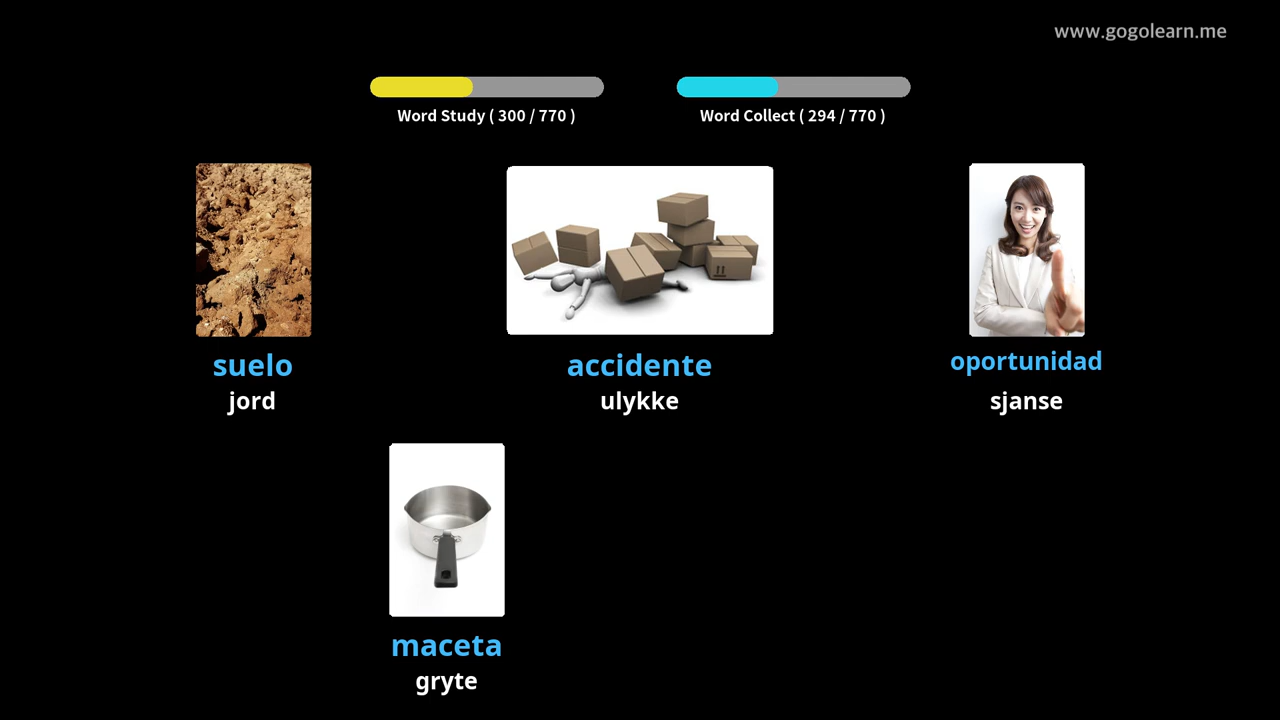 www.gogolearn.me
Word Study ( 300 / 770 )
Word Collect ( 294 / 770 )
suelo
jord
accidente
ulykke
oportunidad
sjanse
maceta
gryte